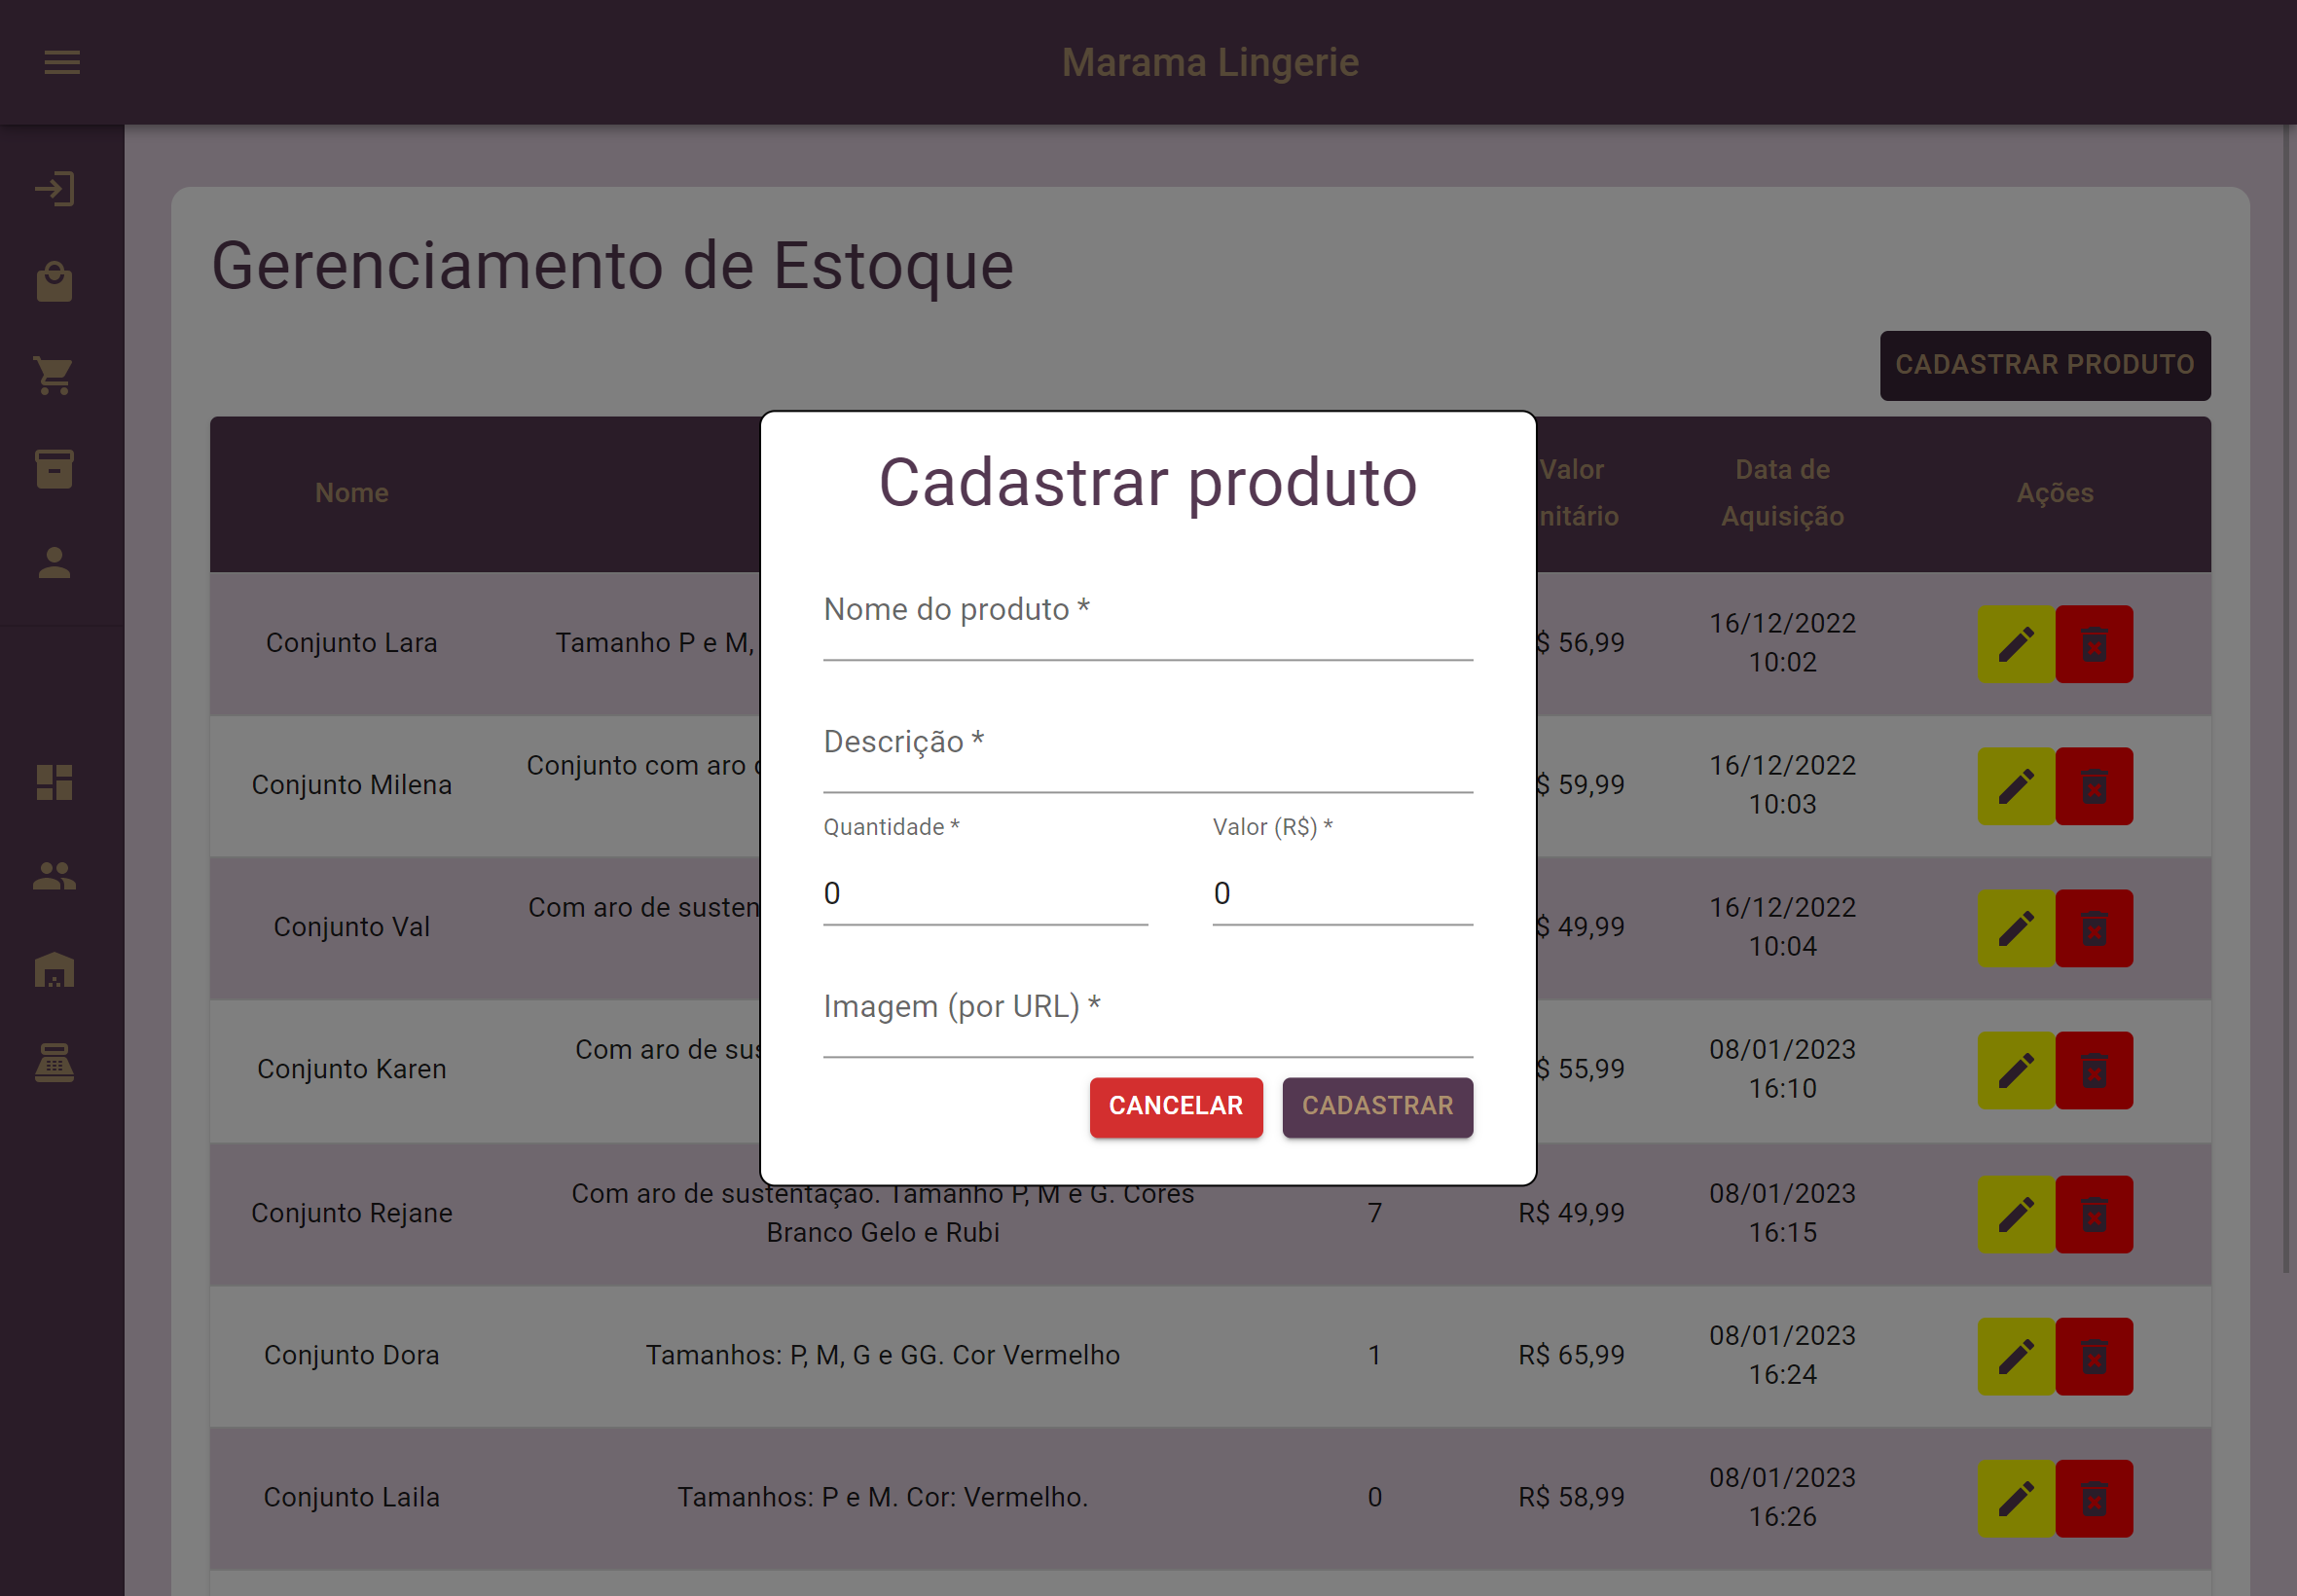 Marama Lingerie
Gerenciamento de Estoque
CADASTRAR PRODUTO
Nome
Valor
nitário
Data de
Aquisição
Ações
Cadastrar produto
Nome do produto *
Descrição *
Quantidade *
Valor (R$) *
0
0
Imagem (por URL) *
CANCELAR
CADASTRAR
Conjunto Lara
Tamanho P e M,
$ 56,99
16/12/2022
10:02
Conjunto Milena
Conjunto com aro
$ 59,99
16/12/2022
10:03
Conjunto Val
Com aro de susten
$ 49,99
16/12/2022
10:04
Conjunto Karen
Com aro de sus
$ 55,99
08/01/2023
16:10
Conjunto Rejane
Com aro de sustentação. Tamanho P, M e G. Cores
Branco Gelo e Rubi
7
R$ 49,99
08/01/2023
16:15
Conjunto Dora
Tamanhos: P, M, G e GG. Cor Vermelho
1
R$ 65,99
08/01/2023
16:24
Conjunto Laila
Tamanhos: P e M. Cor: Vermelho.
0
R$ 58,99
08/01/2023
16:26